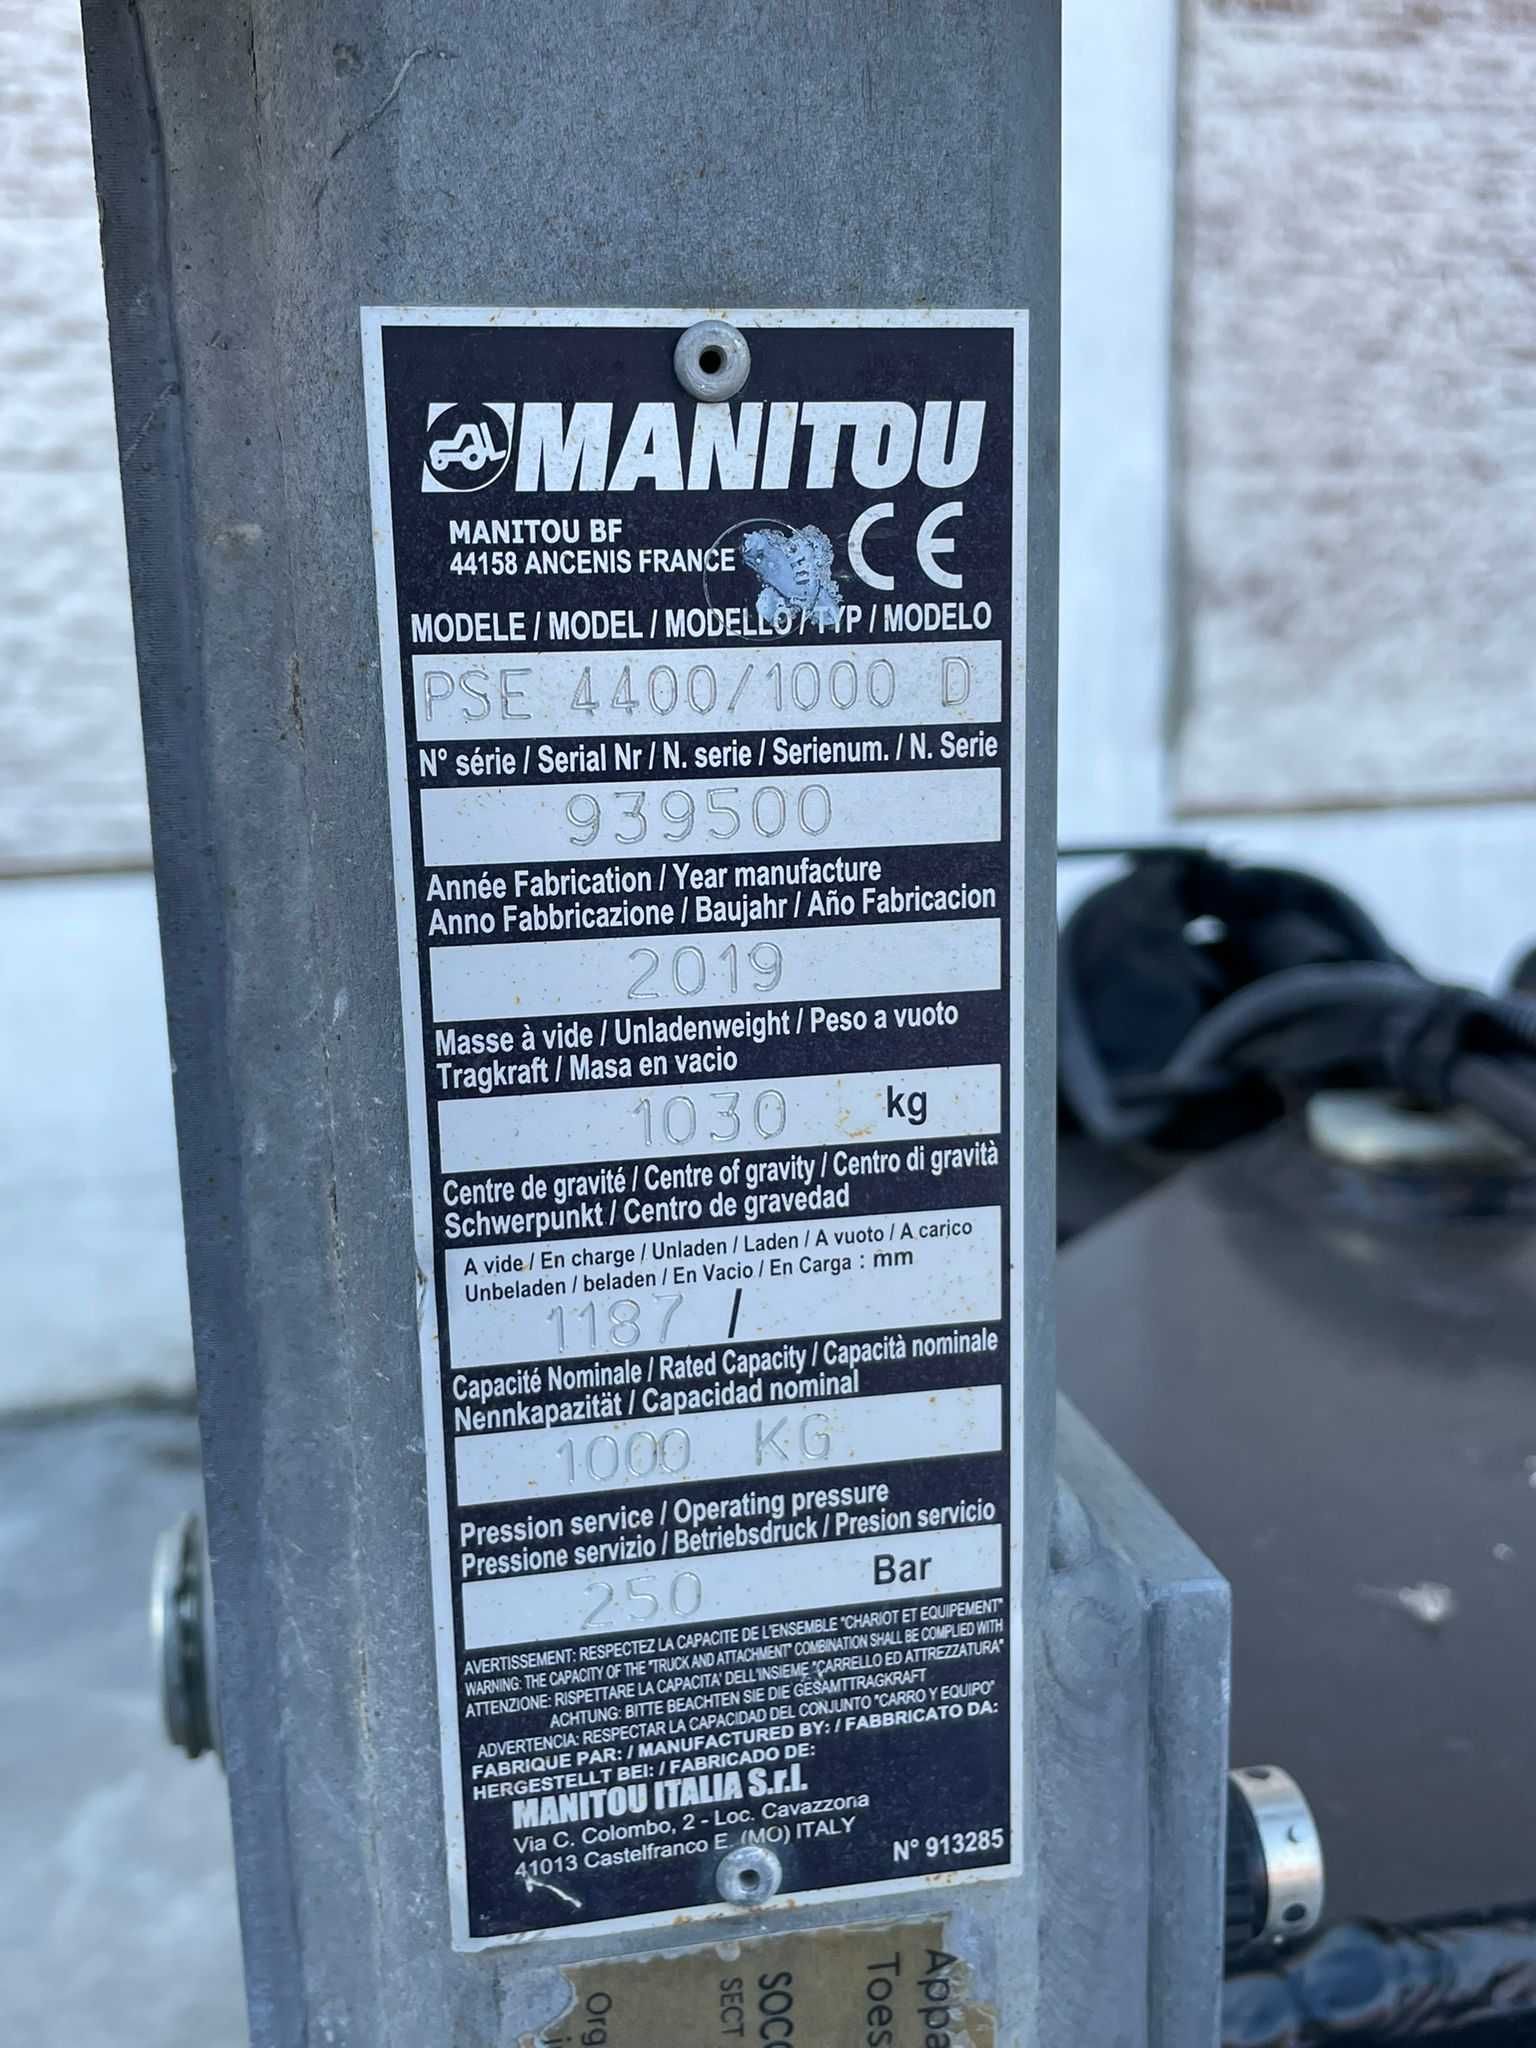 MANITOU
MANITOU BF
44158 ANCENIS FRANCE
CE
MODELE / MODEL / MODELLO / TYP / MODELO
PSE 4400/1000 D
N° série / Serial Nr / N. serie / Serienum. / N. Serie
939500
Année Fabrication / Year manufacture
Anno Fabbricazione / Baujahr / Año Fabricacion
2019
Masse à vide / Unladenweight / Peso a vuoto
Tragkraft / Masa en vacio
1030 kg
Centre de gravité / Centre of gravity / Centro di gravità
Schwerpunkt / Centro de gravedad
A vide / En charge / Unladen / Laden / A vuoto / A carico
Unbeladen / beladen / En Vacio / En Carga : mm
1187 /
Capacité Nominale / Rated Capacity / Capacità nominale
Nennkapazität / Capacidad nominal
1000 KG
Pression service / Operating pressure
Pressione servizio / Betriebsdruck / Presion servicio
250 Bar
AVERTISSEMENT: RESPECTEZ LA CAPACITE DE L'ENSEMBLE "CHARIOT ET EQUIPEMENT"
WARNING: THE CAPACITY OF THE "TRUCK AND ATTACHMENT" COMBINATION SHALL BE COMPLIED WITH
ATTENZIONE: RISPETTARE LA CAPACITA' DELL'INSIEME "CARRELLO ED ATTREZZATURA"
ACHTUNG: BITTE BEACHTEN SIE DIE GESAMTTRAGKRAFT
ADVERTENCIA: RESPECTAR LA CAPACIDAD DEL CONJUNTO "CARRO Y EQUIPO"
FABRIQUE PAR: / MANUFACTURED BY: / FABBRICATO DA:
HERGESTELLT BEI: / FABRICADO DE:
MANITOU ITALIA S.r.l.
Via C. Colombo, 2 - Loc. Cavazzona
41013 Castelfranco E. (MO) ITALY
N° 913285
Appa
Toes
SOCO
SECT
Org